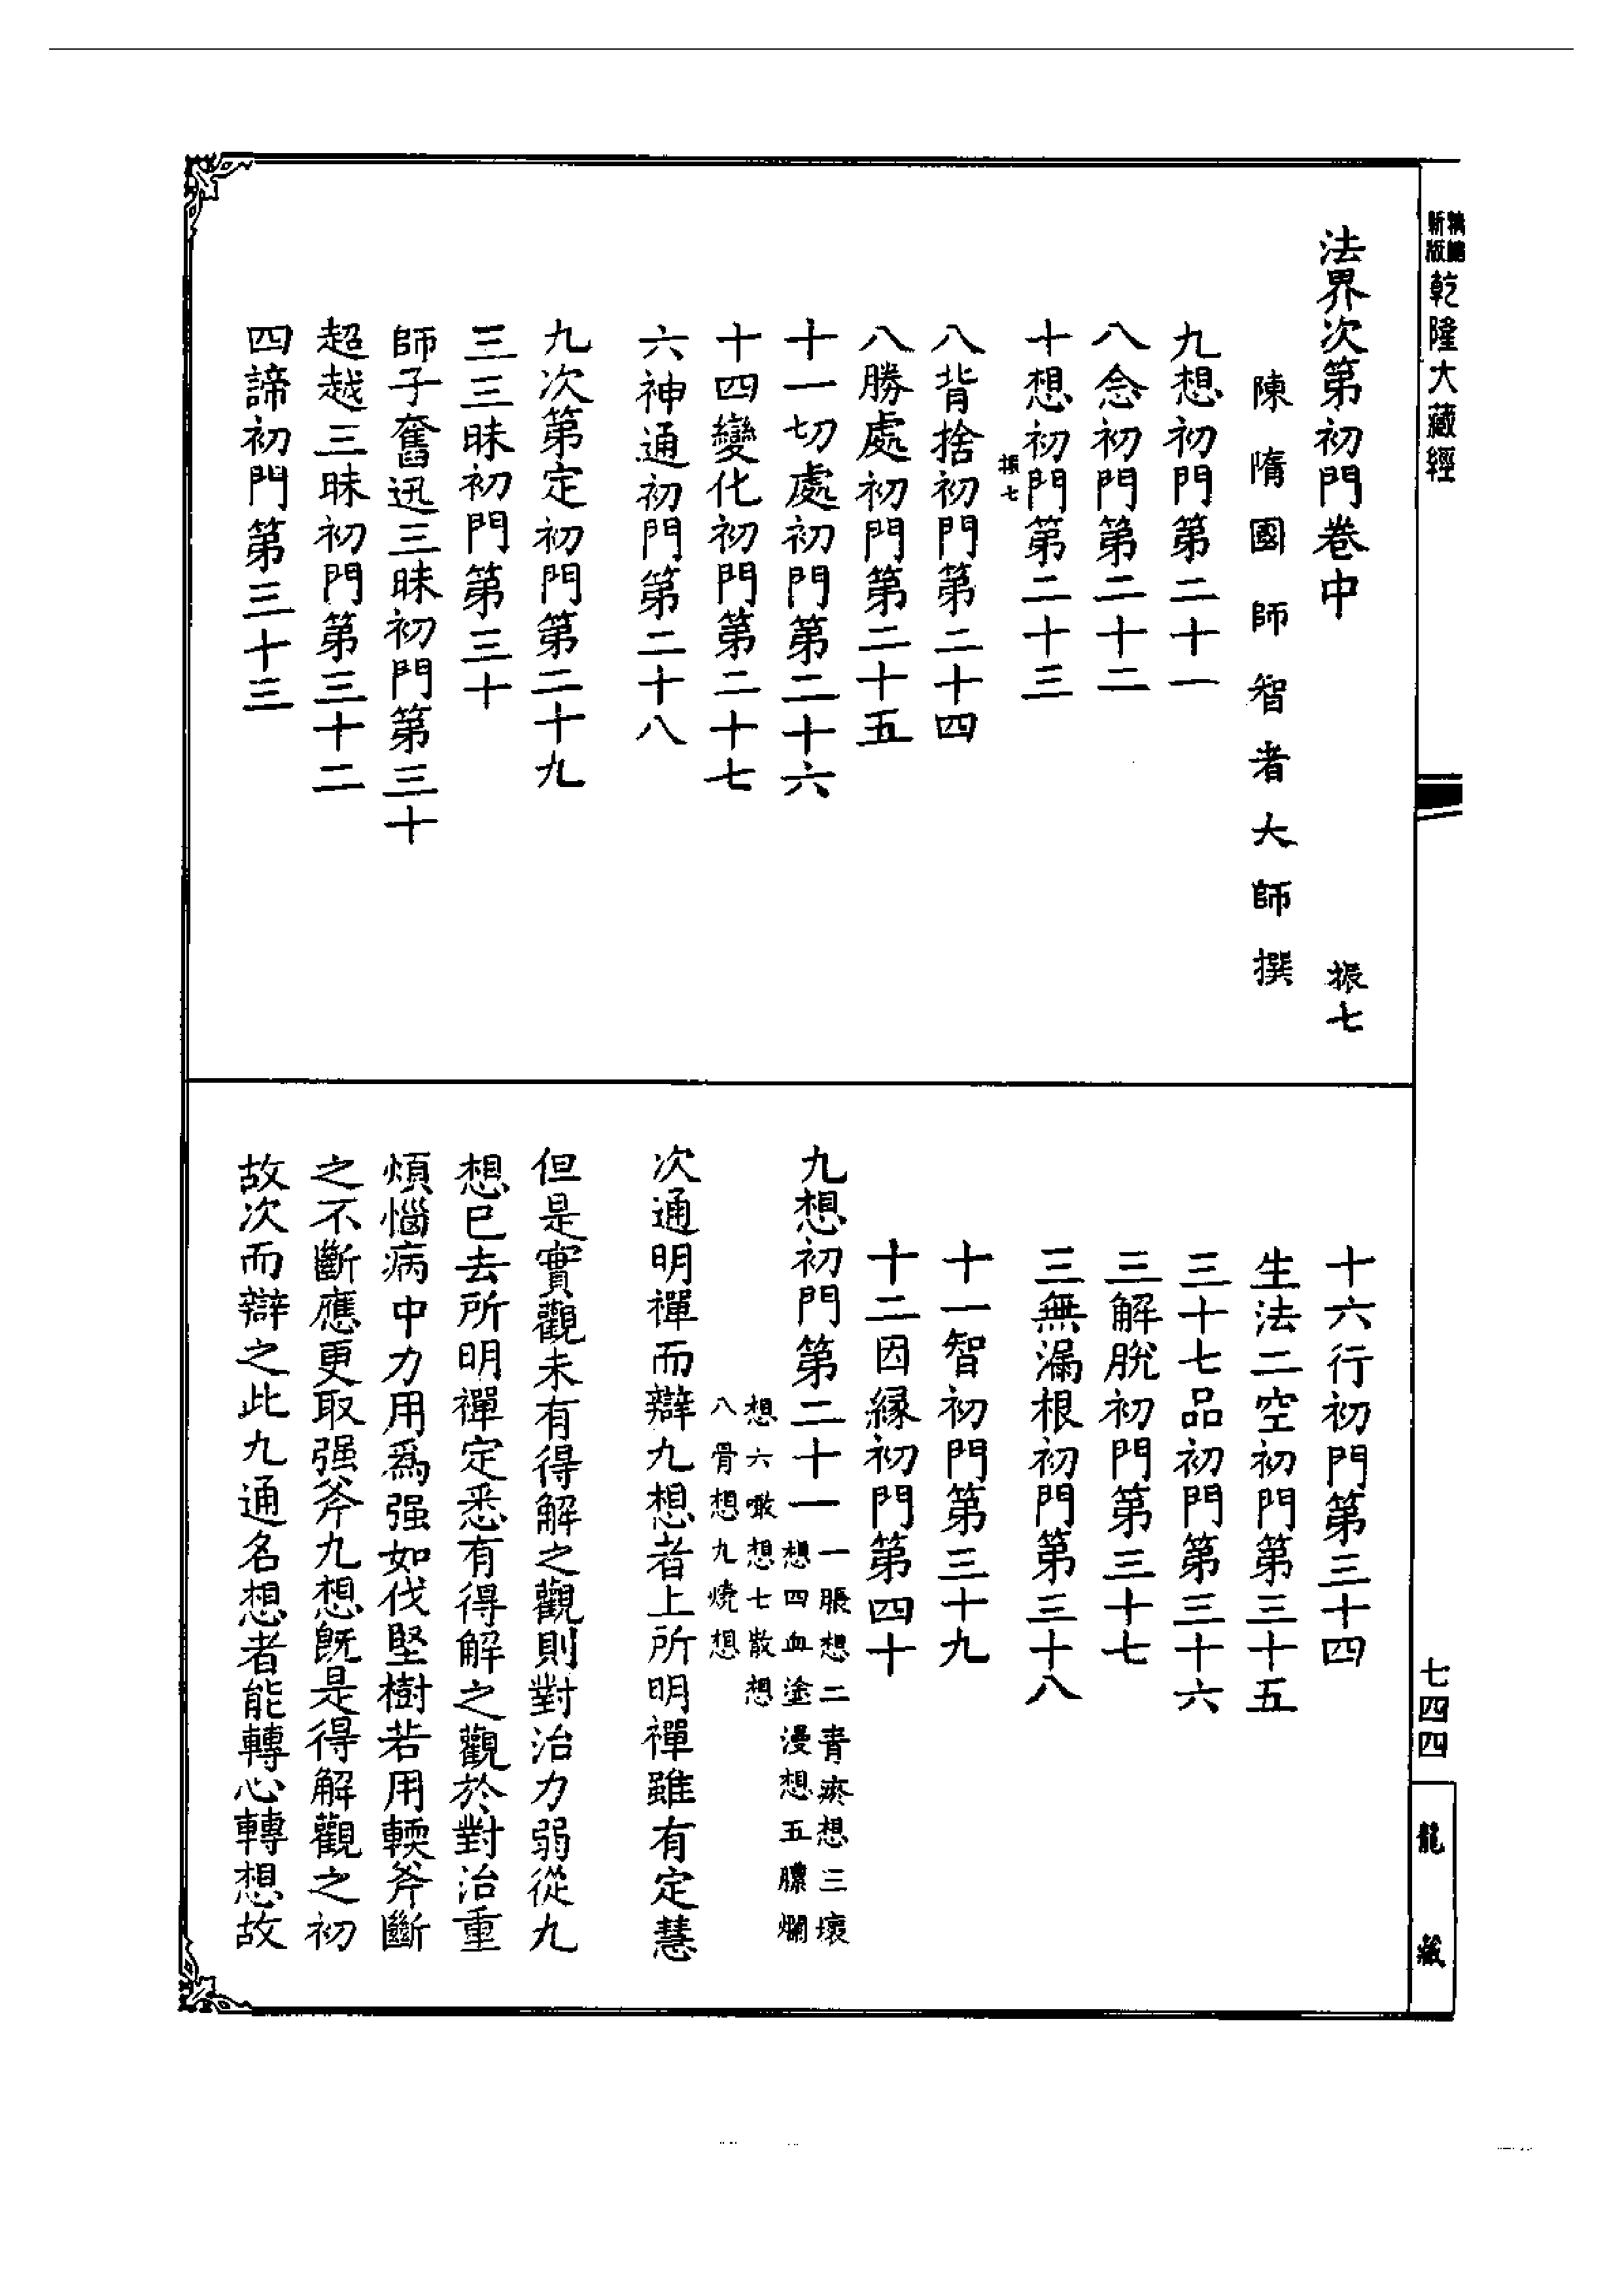 精繪
新版
乾隆大藏經
法界次第初門卷中　振七
陳隋國師智者大師撰
九想初門第二十一
八念初門第二十二
十想初門第二十三
振七
八背捨初門第二十四
八勝處初門第二十五
十一切處初門第二十六
十四變化初門第二十七
六神通初門第二十八
九次第定初門第二十九
三三昧初門第三十
師子奮迅三昧初門第三十
超越三昧初門第三十二
四諦初門第三十三
十六行初門第三十四
生法二空初門第三十五
三十七品初門第三十六
三解脫初門第三十七
三無漏根初門第三十八
十一智初門第三十九
十二因緣初門第四十
九想初門第二十一
一脹想二青瘀想三壞
想四血塗漫想五膿爛
想六噉想七散想
八骨想九燒想
次通明禪而辯九想者上所明禪雖有定慧
但是實觀未有得解之觀則對治力弱從九
想已去所明禪定悉有得解之觀於對治重
煩惱病中力用爲强如伐堅樹若用輭斧斷
之不斷應更取强斧九想既是得解觀之初
故次而辯之此九通名想者能轉心轉想故
七四四
龍藏